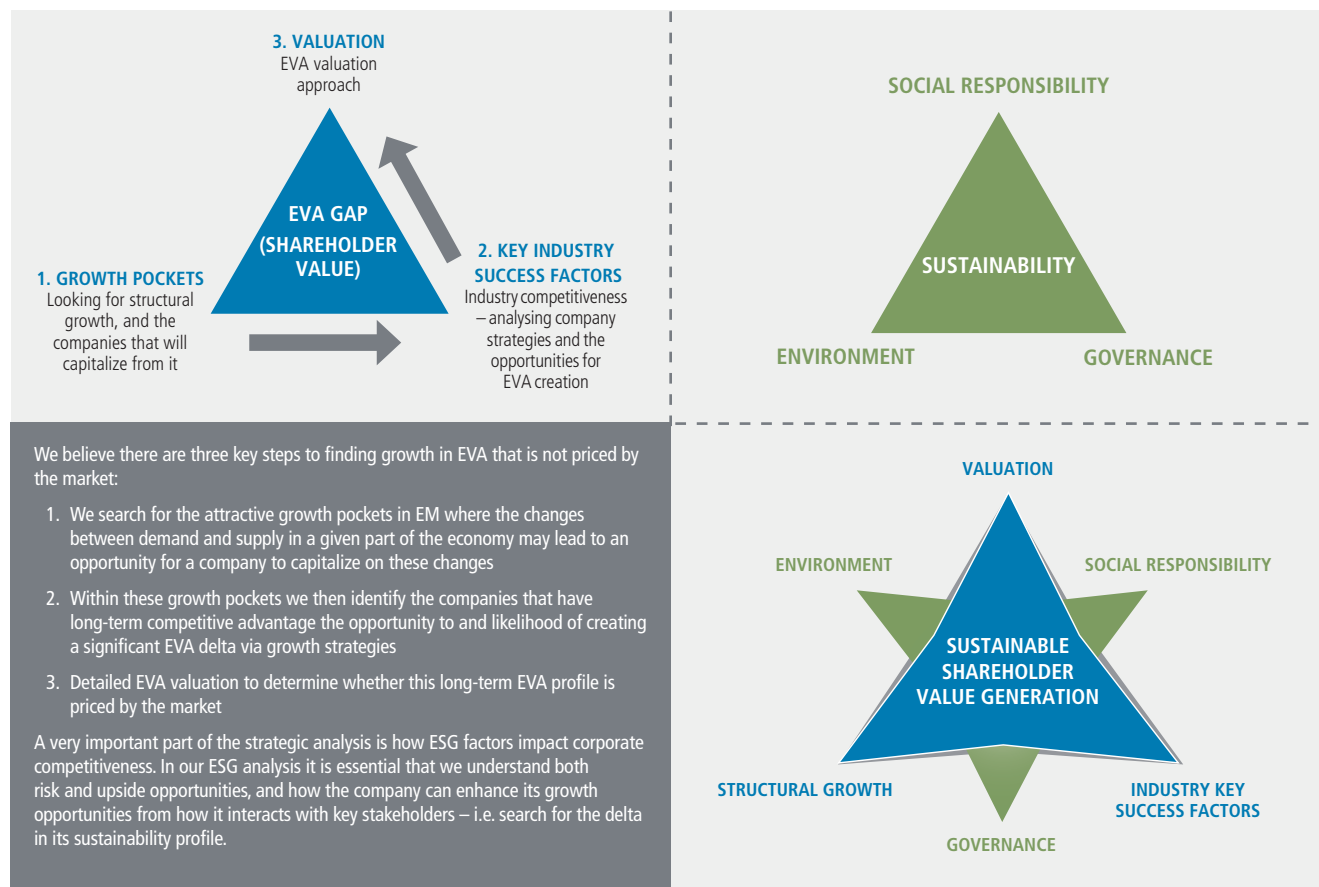 3. VALUATION
EVA valuation
approach
EVA GAP
(SHAREHOLDER
VALUE)
1. GROWTH POCKETS
Looking for structural
growth, and the
companies that will
capitalize from it
2. KEY INDUSTRY
SUCCESS FACTORS
Industry competitiveness
– analysing company
strategies and the
opportunities for
EVA creation
SOCIAL RESPONSIBILITY
SUSTAINABILITY
ENVIRONMENT
GOVERNANCE
We believe there are three key steps to finding growth in EVA that is not priced by
the market:
1. We search for the attractive growth pockets in EM where the changes
between demand and supply in a given part of the economy may lead to an
opportunity for a company to capitalize on these changes
2. Within these growth pockets we then identify the companies that have
long-term competitive advantage the opportunity to and likelihood of creating
a significant EVA delta via growth strategies
3. Detailed EVA valuation to determine whether this long-term EVA profile is
priced by the market
A very important part of the strategic analysis is how ESG factors impact corporate
competitiveness. In our ESG analysis it is essential that we understand both
risk and upside opportunities, and how the company can enhance its growth
opportunities from how it interacts with key stakeholders – i.e. search for the delta
in its sustainability profile.
VALUATION
ENVIRONMENT
SOCIAL RESPONSIBILITY
SUSTAINABLE
SHAREHOLDER
VALUE GENERATION
STRUCTURAL GROWTH
INDUSTRY KEY
SUCCESS FACTORS
GOVERNANCE